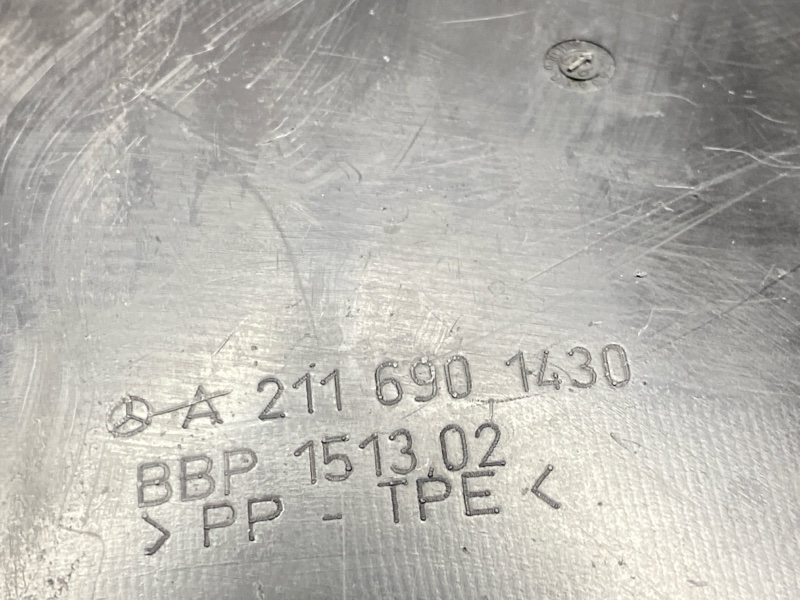 A 211 690 1430
BBP 1513.02
> PP - TPE <